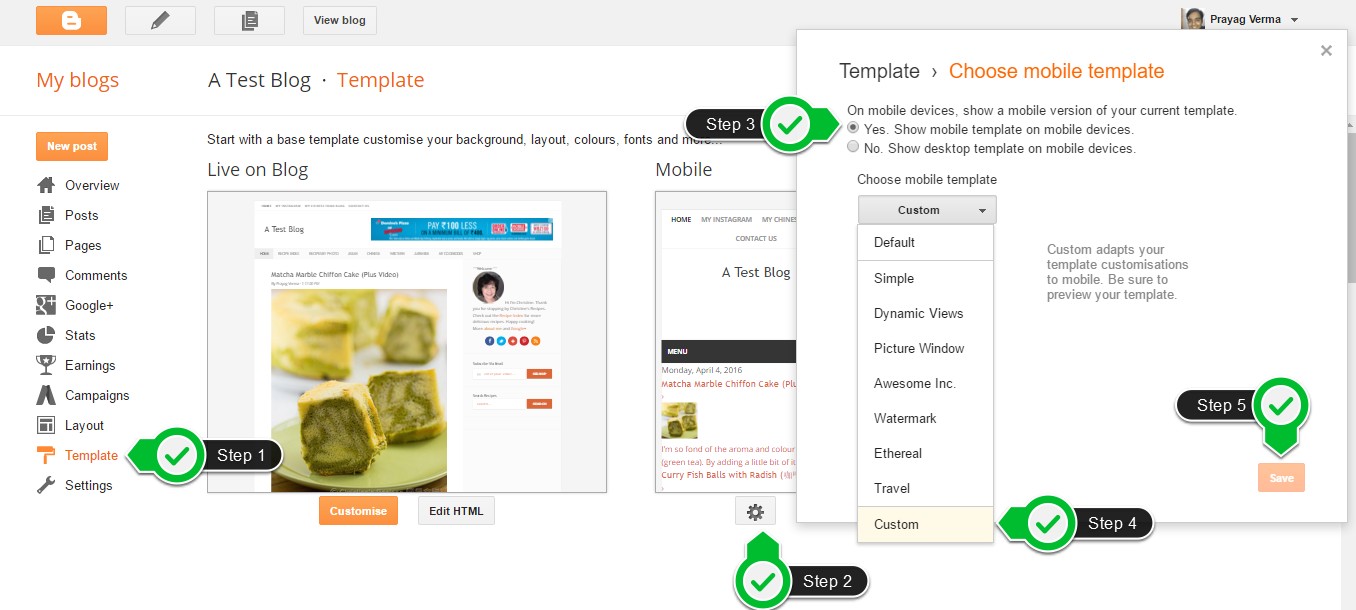 View blog
Prayag Verma
My blogs
A Test Blog · Template
New post
Overview
Posts
Pages
Comments
Google+
Stats
Earnings
Campaigns
Layout
Template
Settings
Step 1
Start with a base template customise your background, layout, colours, fonts and more...
Live on Blog
A Test Blog
PAY ₹100 LESS
HOME
Matcha Marble Chiffon Cake (Plus Video)
Customise
Edit HTML
Mobile
HOME MY INSTAGRAM MY CHINES
CONTACT US
A Test Blog
MENU
Monday, April 4, 2016
Matcha Marble Chiffon Cake (Plu
I'm so fond of the aroma and colour
(green tea). By adding a little bit of it
Curry Fish Balls with Radish (咖喱
Step 2
Template › Choose mobile template
On mobile devices, show a mobile version of your current template.
Step 3
Yes. Show mobile template on mobile devices.
No. Show desktop template on mobile devices.
Choose mobile template
Custom
Default
Simple
Dynamic Views
Picture Window
Awesome Inc.
Watermark
Ethereal
Travel
Custom
Step 4
Custom adapts your
template customisations
to mobile. Be sure to
preview your template.
Step 5
Save